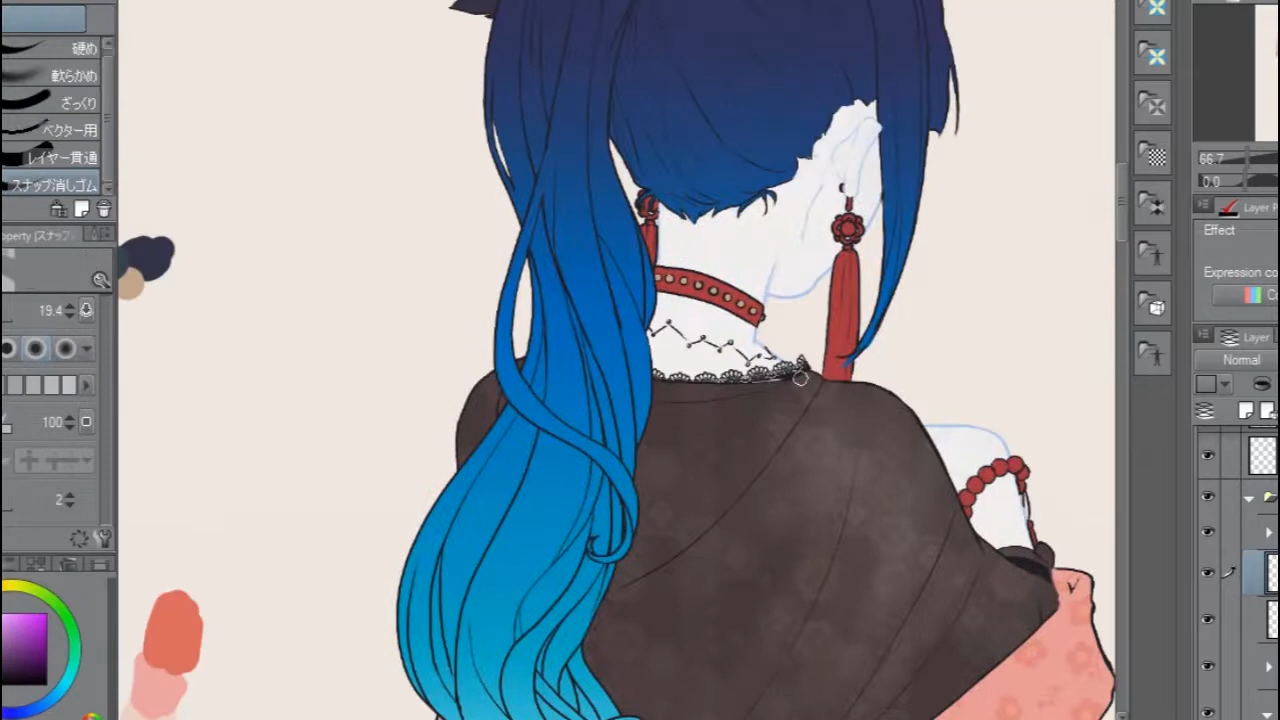 硬め
軟らかめ
ざっくり
ベクター用
レイヤー貫通
スナップ消しゴム
operty (スナップ
19.4
100
2
66.7
0.0
Layer P
Effect
Expression co
C
Layer
Normal